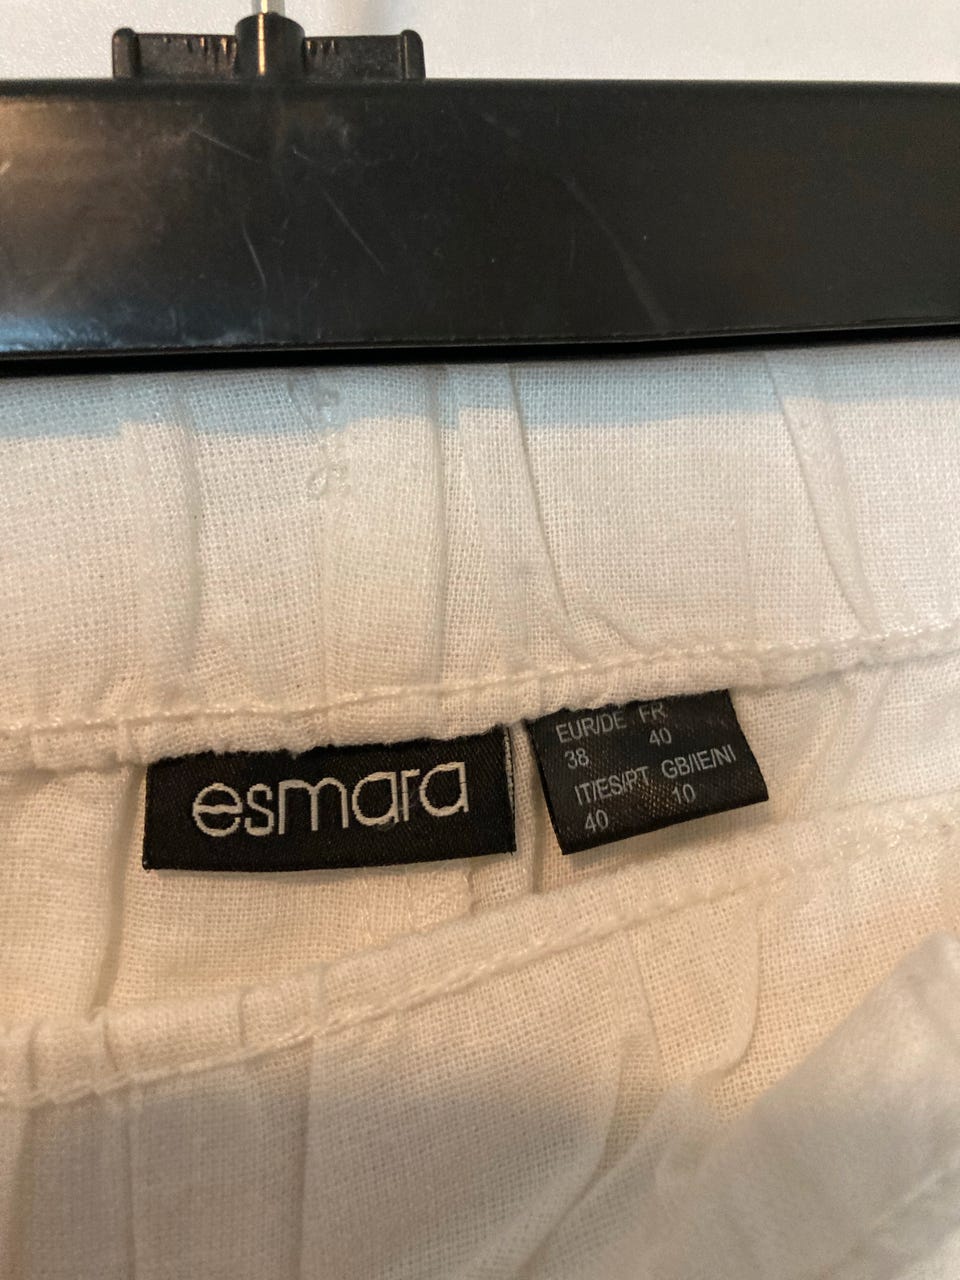 esmara
EUR/DE FR
38 40
IT/ES/PT GB/IE/NI
40 10